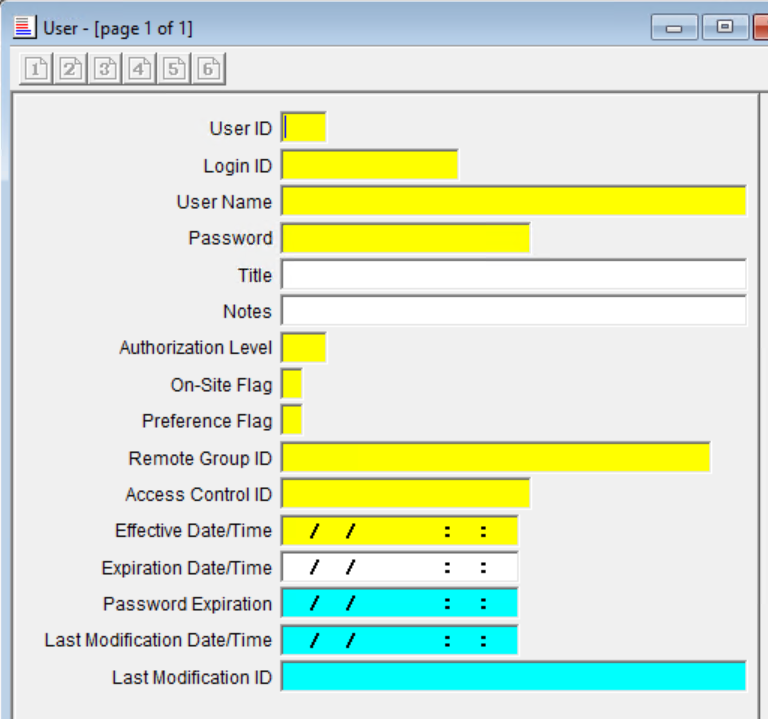 User - [page 1 of 1]
1 2 3 4 5 6
User ID
Login ID
User Name
Password
Title
Notes
Authorization Level
On-Site Flag
Preference Flag
Remote Group ID
Access Control ID
Effective Date/Time / / : :
Expiration Date/Time / / : :
Password Expiration / / : :
Last Modification Date/Time / / : :
Last Modification ID